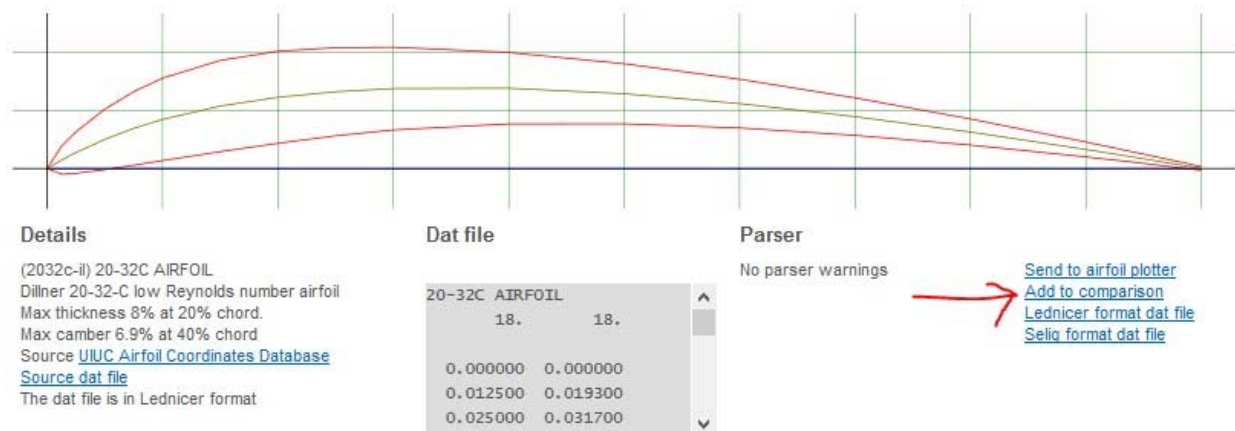 Details
(2032c-il) 20-32C AIRFOIL
Dillner 20-32-C low Reynolds number airfoil
Max thickness 8% at 20% chord.
Max camber 6.9% at 40% chord
Source UIUC Airfoil Coordinates Database
Source dat file
The dat file is in Lednicer format
Dat file
20-32C AIRFOIL
18. 18.
0.000000 0.000000
0.012500 0.019300
0.025000 0.031700
Parser
No parser warnings
Send to airfoil plotter
Add to comparison
Lednicer format dat file
Selig format dat file